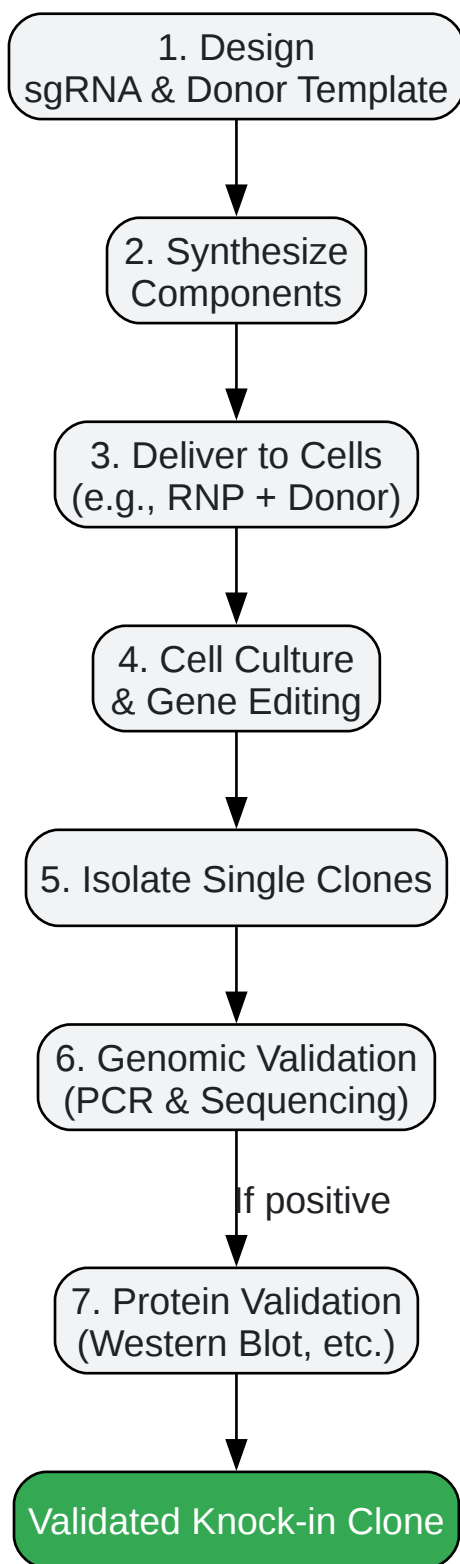 1. Design
sgRNA & Donor Template
2. Synthesize
Components
3. Deliver to Cells
(e.g., RNP + Donor)
4. Cell Culture
& Gene Editing
5. Isolate Single Clones
6. Genomic Validation
(PCR & Sequencing)
If positive
7. Protein Validation
(Western Blot, etc.)
Validated Knock-in Clone